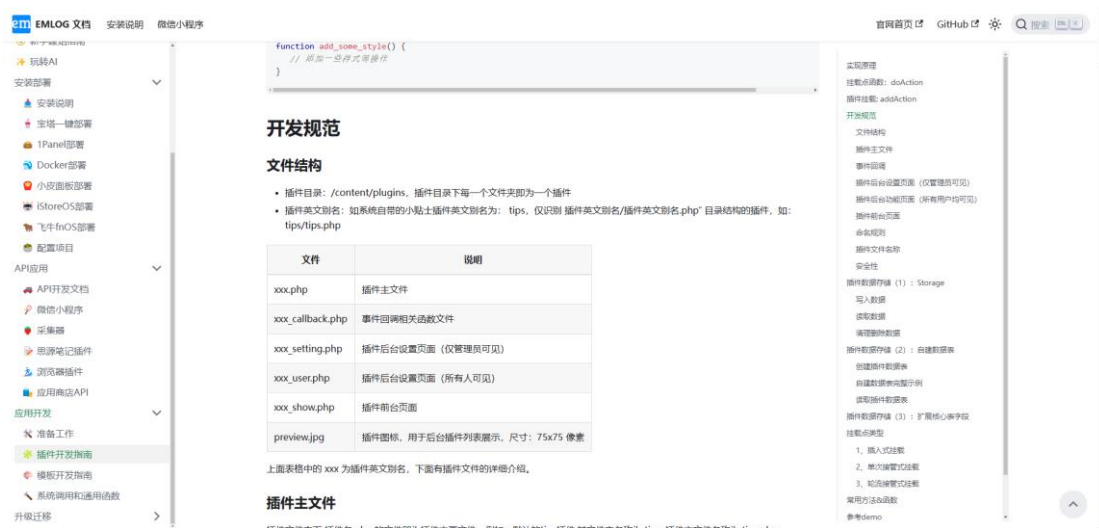 em EMLOG 文档 安装说明 微信小程序
官网首页 GitHub 搜索
玩转AI
安装部署
安装说明
宝塔一键部署
1Panel部署
Docker部署
小皮面板部署
iStoreOS部署
飞牛fnOS部署
配置项目
API应用
API开发文档
微信小程序
采集器
思源笔记插件
浏览器插件
应用商店API
应用开发
准备工作
插件开发指南
模板开发指南
系统调用和通用函数
升级迁移
function add_some_style() {
// 添加一些样式等操作
}
开发规范
文件结构
插件目录：/content/plugins，插件目录下每一个文件夹即为一个插件
插件英文别名：如系统自带的小贴士插件英文别名为： tips，仅识别 插件英文别名/插件英文别名.php" 目录结构的插件，如：
tips/tips.php
文件 说明
xxx.php 插件主文件
xxx_callback.php 事件回调相关函数文件
xxx_setting.php 插件后台设置页面（仅管理员可见）
xxx_user.php 插件后台设置页面（所有人可见）
xxx_show.php 插件前台页面
preview.jpg 插件图标，用于后台插件列表展示，尺寸：75x75 像素
上面表格中的 xxx 为插件英文别名，下面有插件文件的详细介绍。
插件主文件
实现原理
挂载点函数：doAction
插件挂载: addAction
开发规范
文件结构
插件主文件
事件回调
插件后台设置页面（仅管理员可见）
插件后台功能页面（所有用户均可见）
插件前台页面
命名规则
插件文件名称
安全性
插件数据存储（1）：Storage
写入数据
读取数据
清理删除数据
插件数据存储（2）：自建数据表
创建插件数据表
自建数据表完整示例
读取插件数据表
插件数据存储（3）：扩展核心表字段
挂载点类型
1，插入式挂载
2，单次接管式挂载
3，轮流接管式挂载
常用方法&函数
参考demo